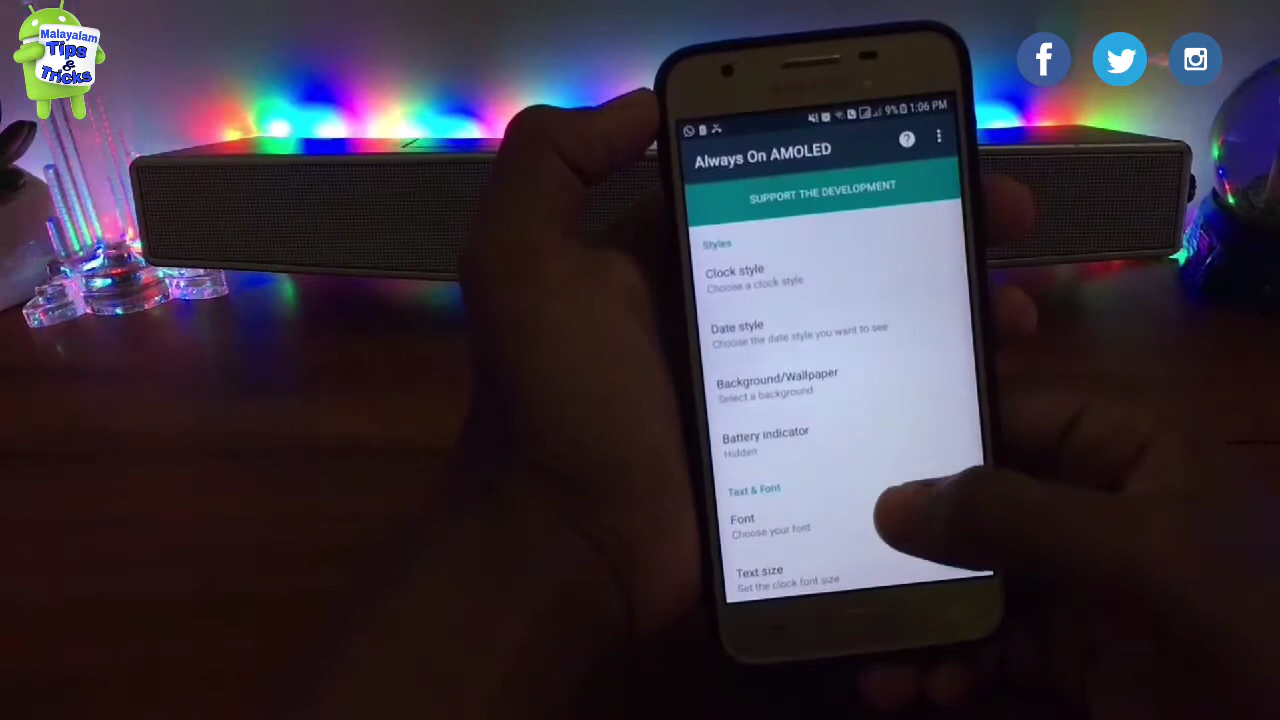 Malayalam
Tips
&
Tricks
9% 1:06 PM
Always On AMOLED
SUPPORT THE DEVELOPMENT
Styles
Clock style
Choose a clock style
Date style
Choose the date style you want to see
Background/Wallpaper
Select a background
Battery indicator
Hidden
Text & Font
Font
Choose your font
Text size
Set the clock font size